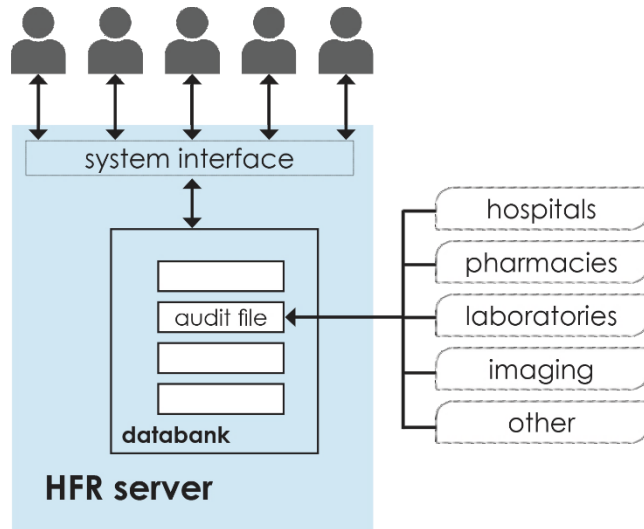 system interface
hospitals
pharmacies
audit file
laboratories
imaging
databank
other
HFR server